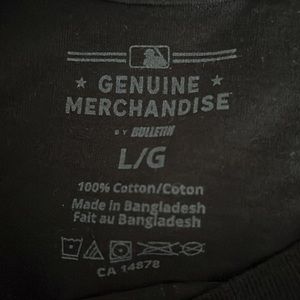 GENUINE
MERCHANDISE
BY BULLETIN
L/G
100% Cotton/Coton
Made in Bangladesh
Fait au Bangladesh
CA 14878